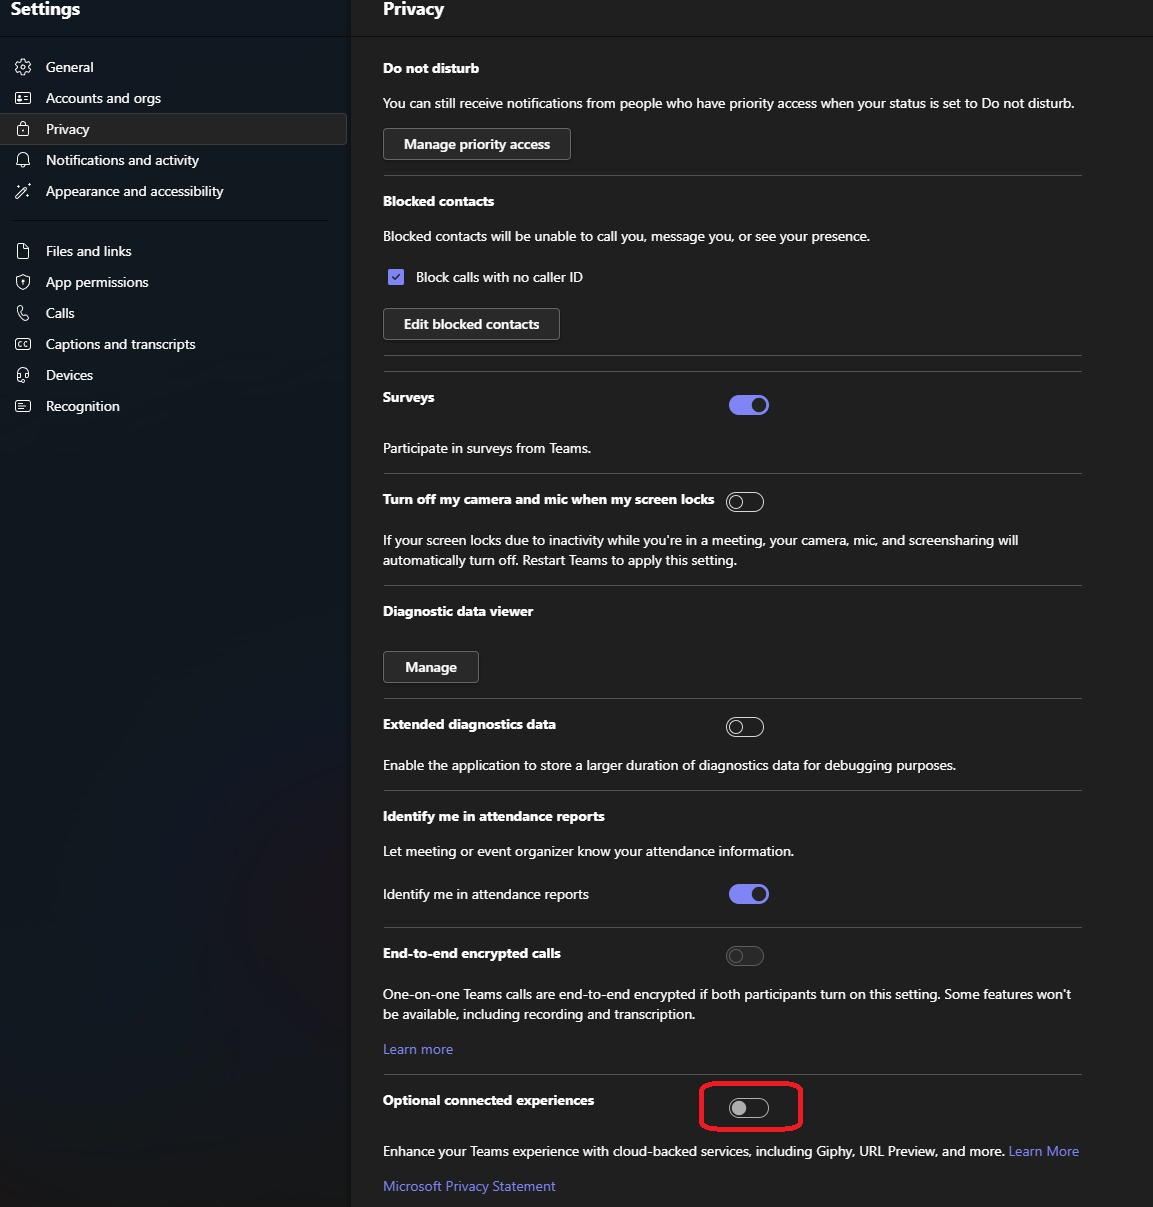 Settings
General
Accounts and orgs
Privacy
Notifications and activity
Appearance and accessibility
Files and links
App permissions
Calls
Captions and transcripts
Devices
Recognition
Privacy
Do not disturb
You can still receive notifications from people who have priority access when your status is set to Do not disturb.
Manage priority access
Blocked contacts
Blocked contacts will be unable to call you, message you, or see your presence.
Block calls with no caller ID
Edit blocked contacts
Surveys
Participate in surveys from Teams.
Turn off my camera and mic when my screen locks
If your screen locks due to inactivity while you're in a meeting, your camera, mic, and screensharing will
automatically turn off. Restart Teams to apply this setting.
Diagnostic data viewer
Manage
Extended diagnostics data
Enable the application to store a larger duration of diagnostics data for debugging purposes.
Identify me in attendance reports
Let meeting or event organizer know your attendance information.
Identify me in attendance reports
End-to-end encrypted calls
One-on-one Teams calls are end-to-end encrypted if both participants turn on this setting. Some features won't
be available, including recording and transcription.
Learn more
Optional connected experiences
Enhance your Teams experience with cloud-backed services, including Giphy, URL Preview, and more. Learn More
Microsoft Privacy Statement